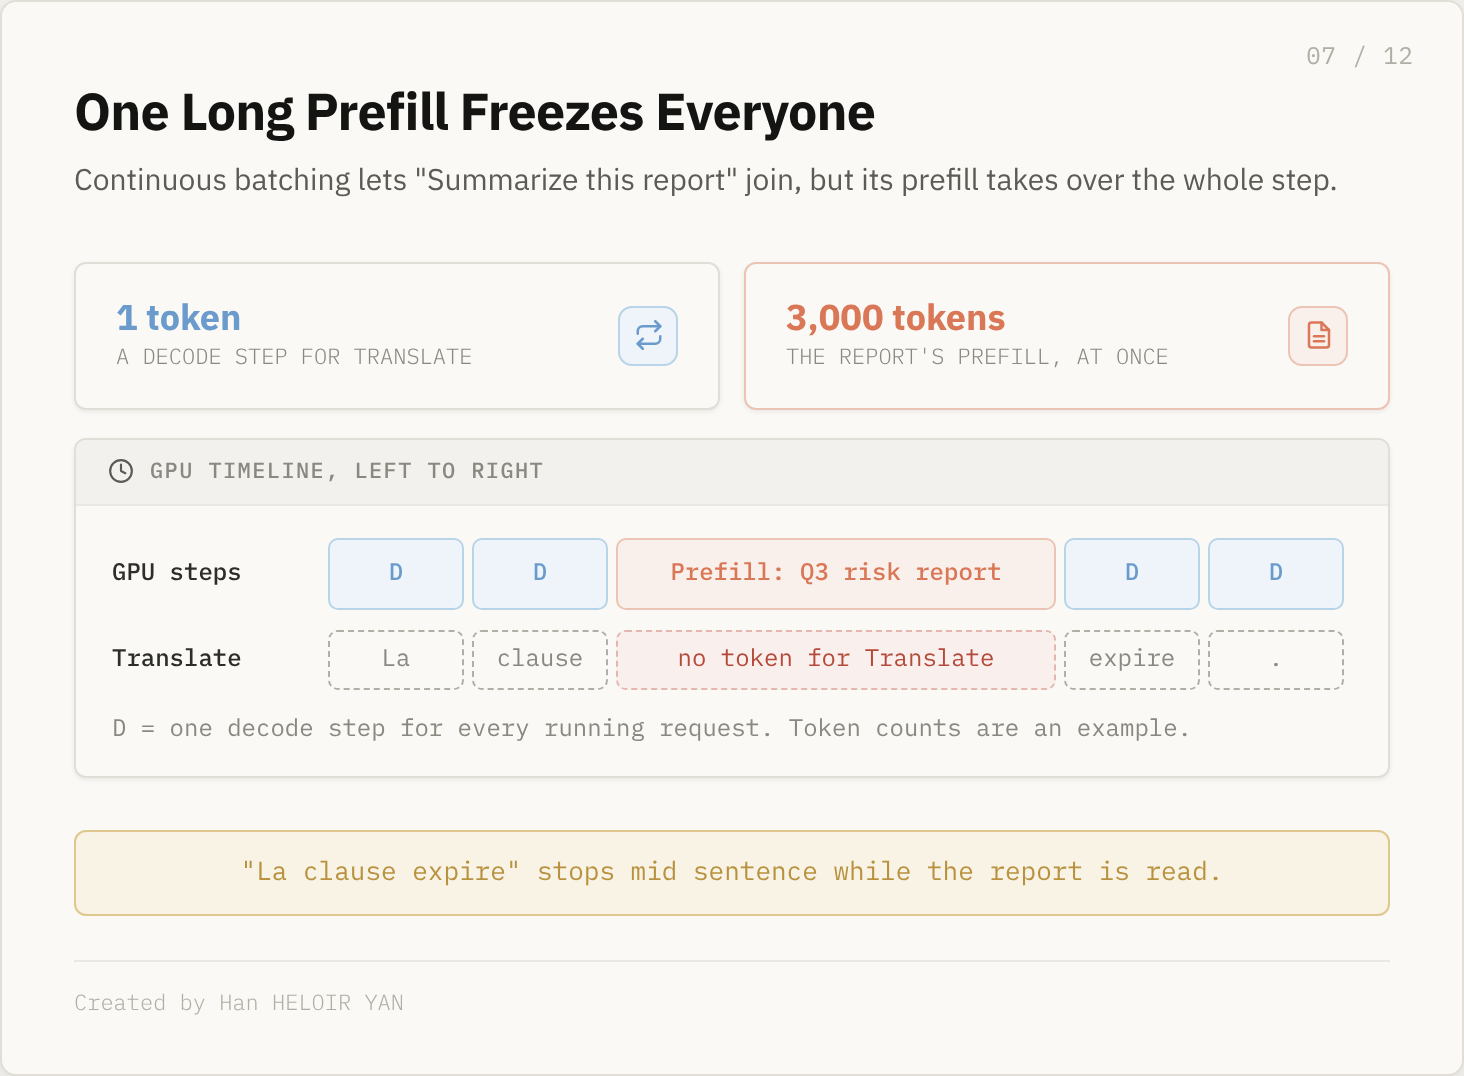 07 / 12
One Long Prefill Freezes Everyone
Continuous batching lets "Summarize this report" join, but its prefill takes over the whole step.
1 token
A DECODE STEP FOR TRANSLATE
3,000 tokens
THE REPORT'S PREFILL, AT ONCE
GPU TIMELINE, LEFT TO RIGHT
GPU steps D D Prefill: Q3 risk report D D
Translate La clause no token for Translate expire .
D = one decode step for every running request. Token counts are an example.
"La clause expire" stops mid sentence while the report is read.
Created by Han HELOIR YAN